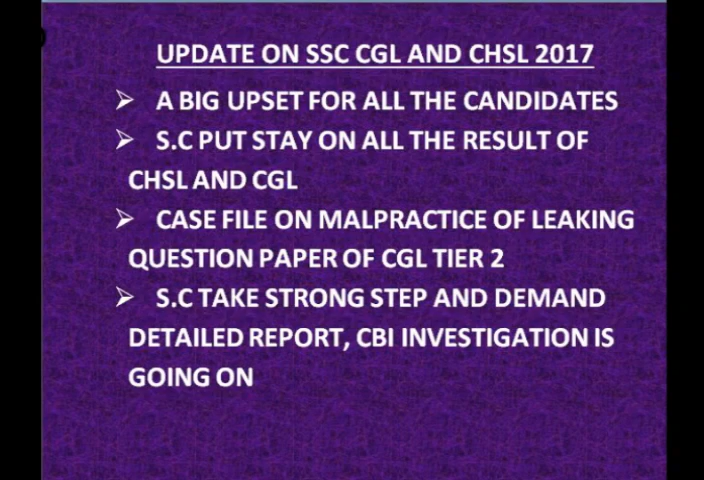 UPDATE ON SSC CGL AND CHSL 2017
➢ A BIG UPSET FOR ALL THE CANDIDATES
➢ S.C PUT STAY ON ALL THE RESULT OF
CHSL AND CGL
➢ CASE FILE ON MALPRACTICE OF LEAKING
QUESTION PAPER OF CGL TIER 2
➢ S.C TAKE STRONG STEP AND DEMAND
DETAILED REPORT, CBI INVESTIGATION IS
GOING ON